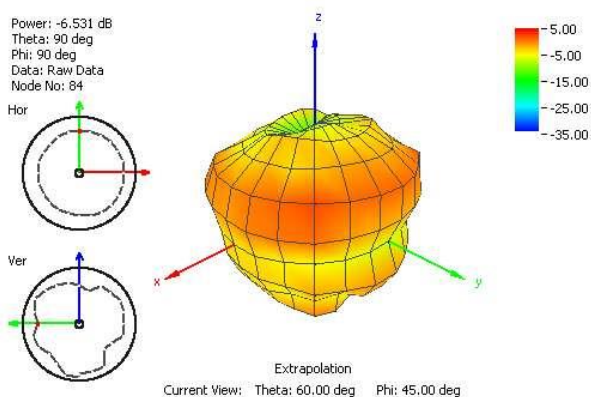 Power: -6.531 dB
Theta: 90 deg
Phi: 90 deg
Data: Raw Data
Node No: 84
Hor
Ver
z
x
y
5.00
-5.00
-15.00
-25.00
-35.00
Extrapolation
Current View: Theta: 60.00 deg Phi: 45.00 deg